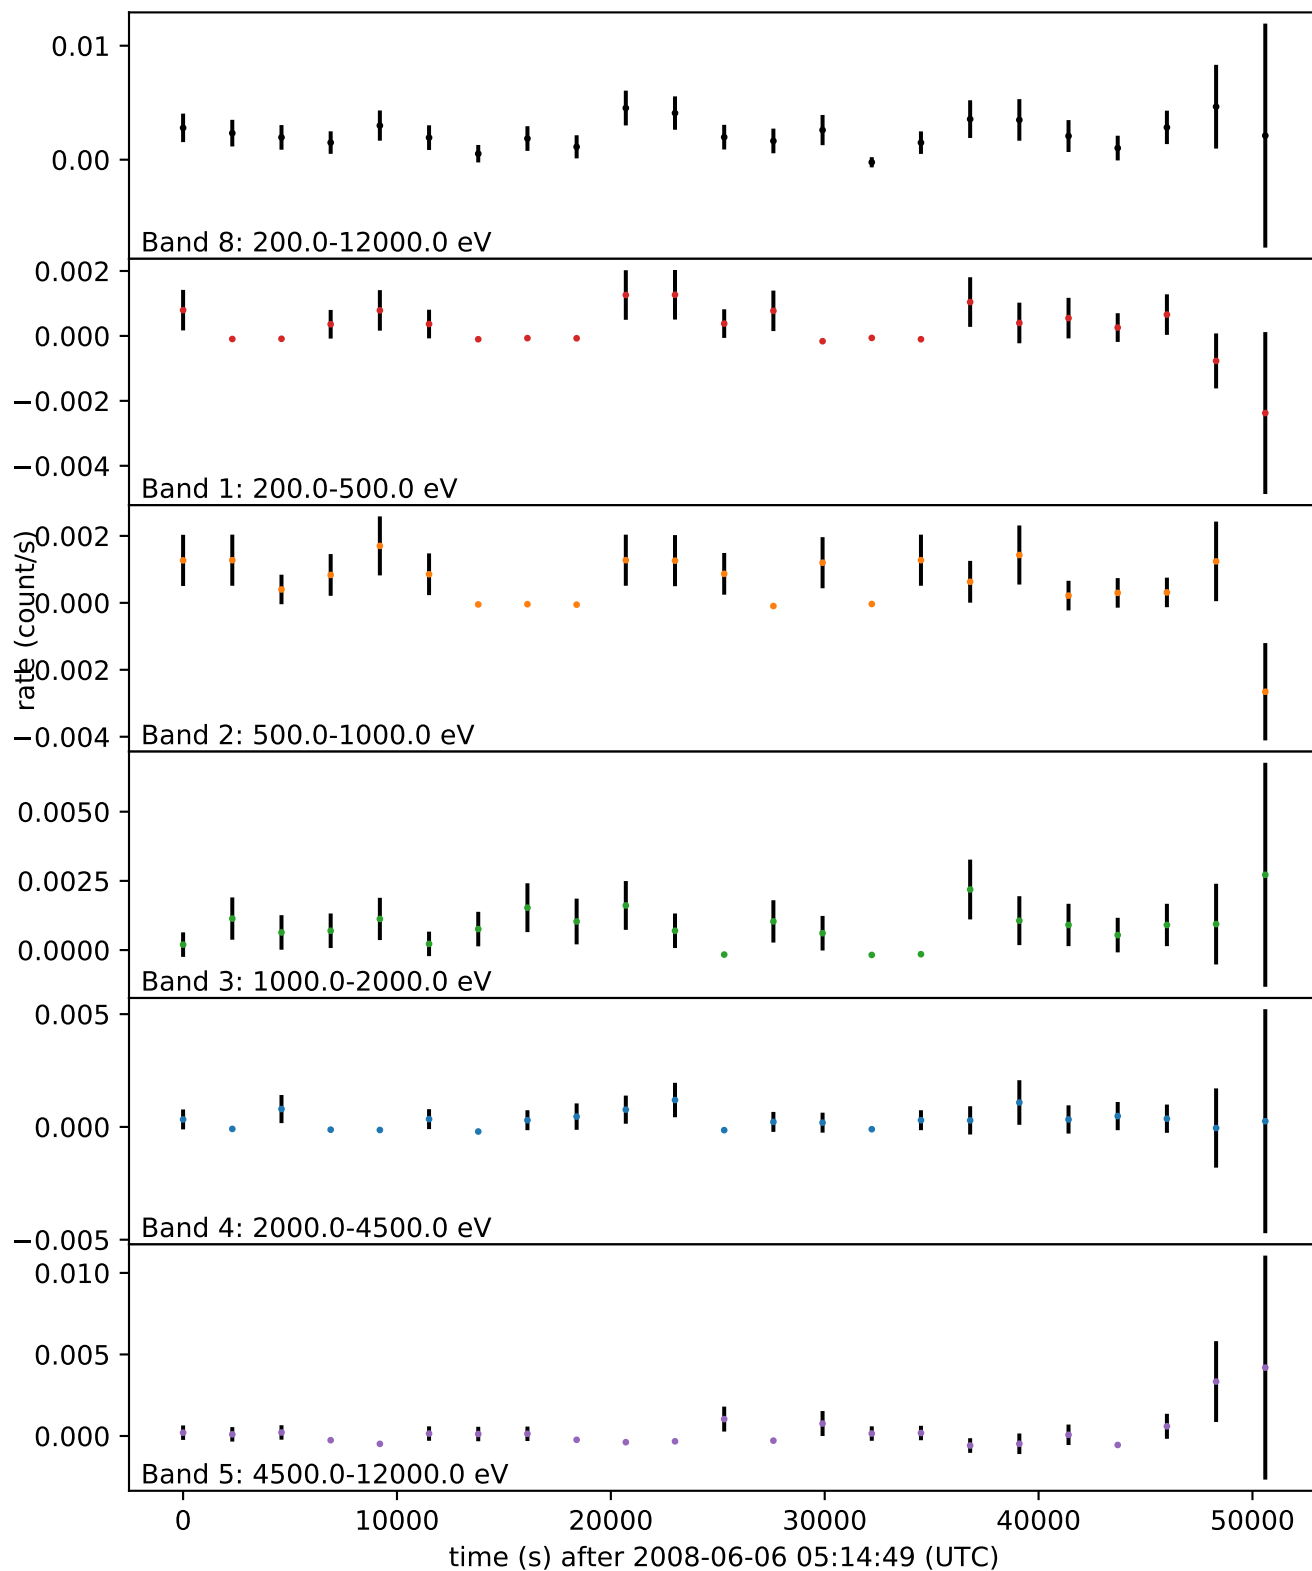 0.01
0.00
Band 8: 200.0-12000.0 eV
0.002
0.000
−0.002
−0.004
Band 1: 200.0-500.0 eV
rate (count/s)
0.002
0.000
−0.002
−0.004
Band 2: 500.0-1000.0 eV
0.0050
0.0025
0.0000
Band 3: 1000.0-2000.0 eV
0.005
0.000
−0.005
Band 4: 2000.0-4500.0 eV
0.010
0.005
0.000
Band 5: 4500.0-12000.0 eV
0 10000 20000 30000 40000 50000
time (s) after 2008-06-06 05:14:49 (UTC)